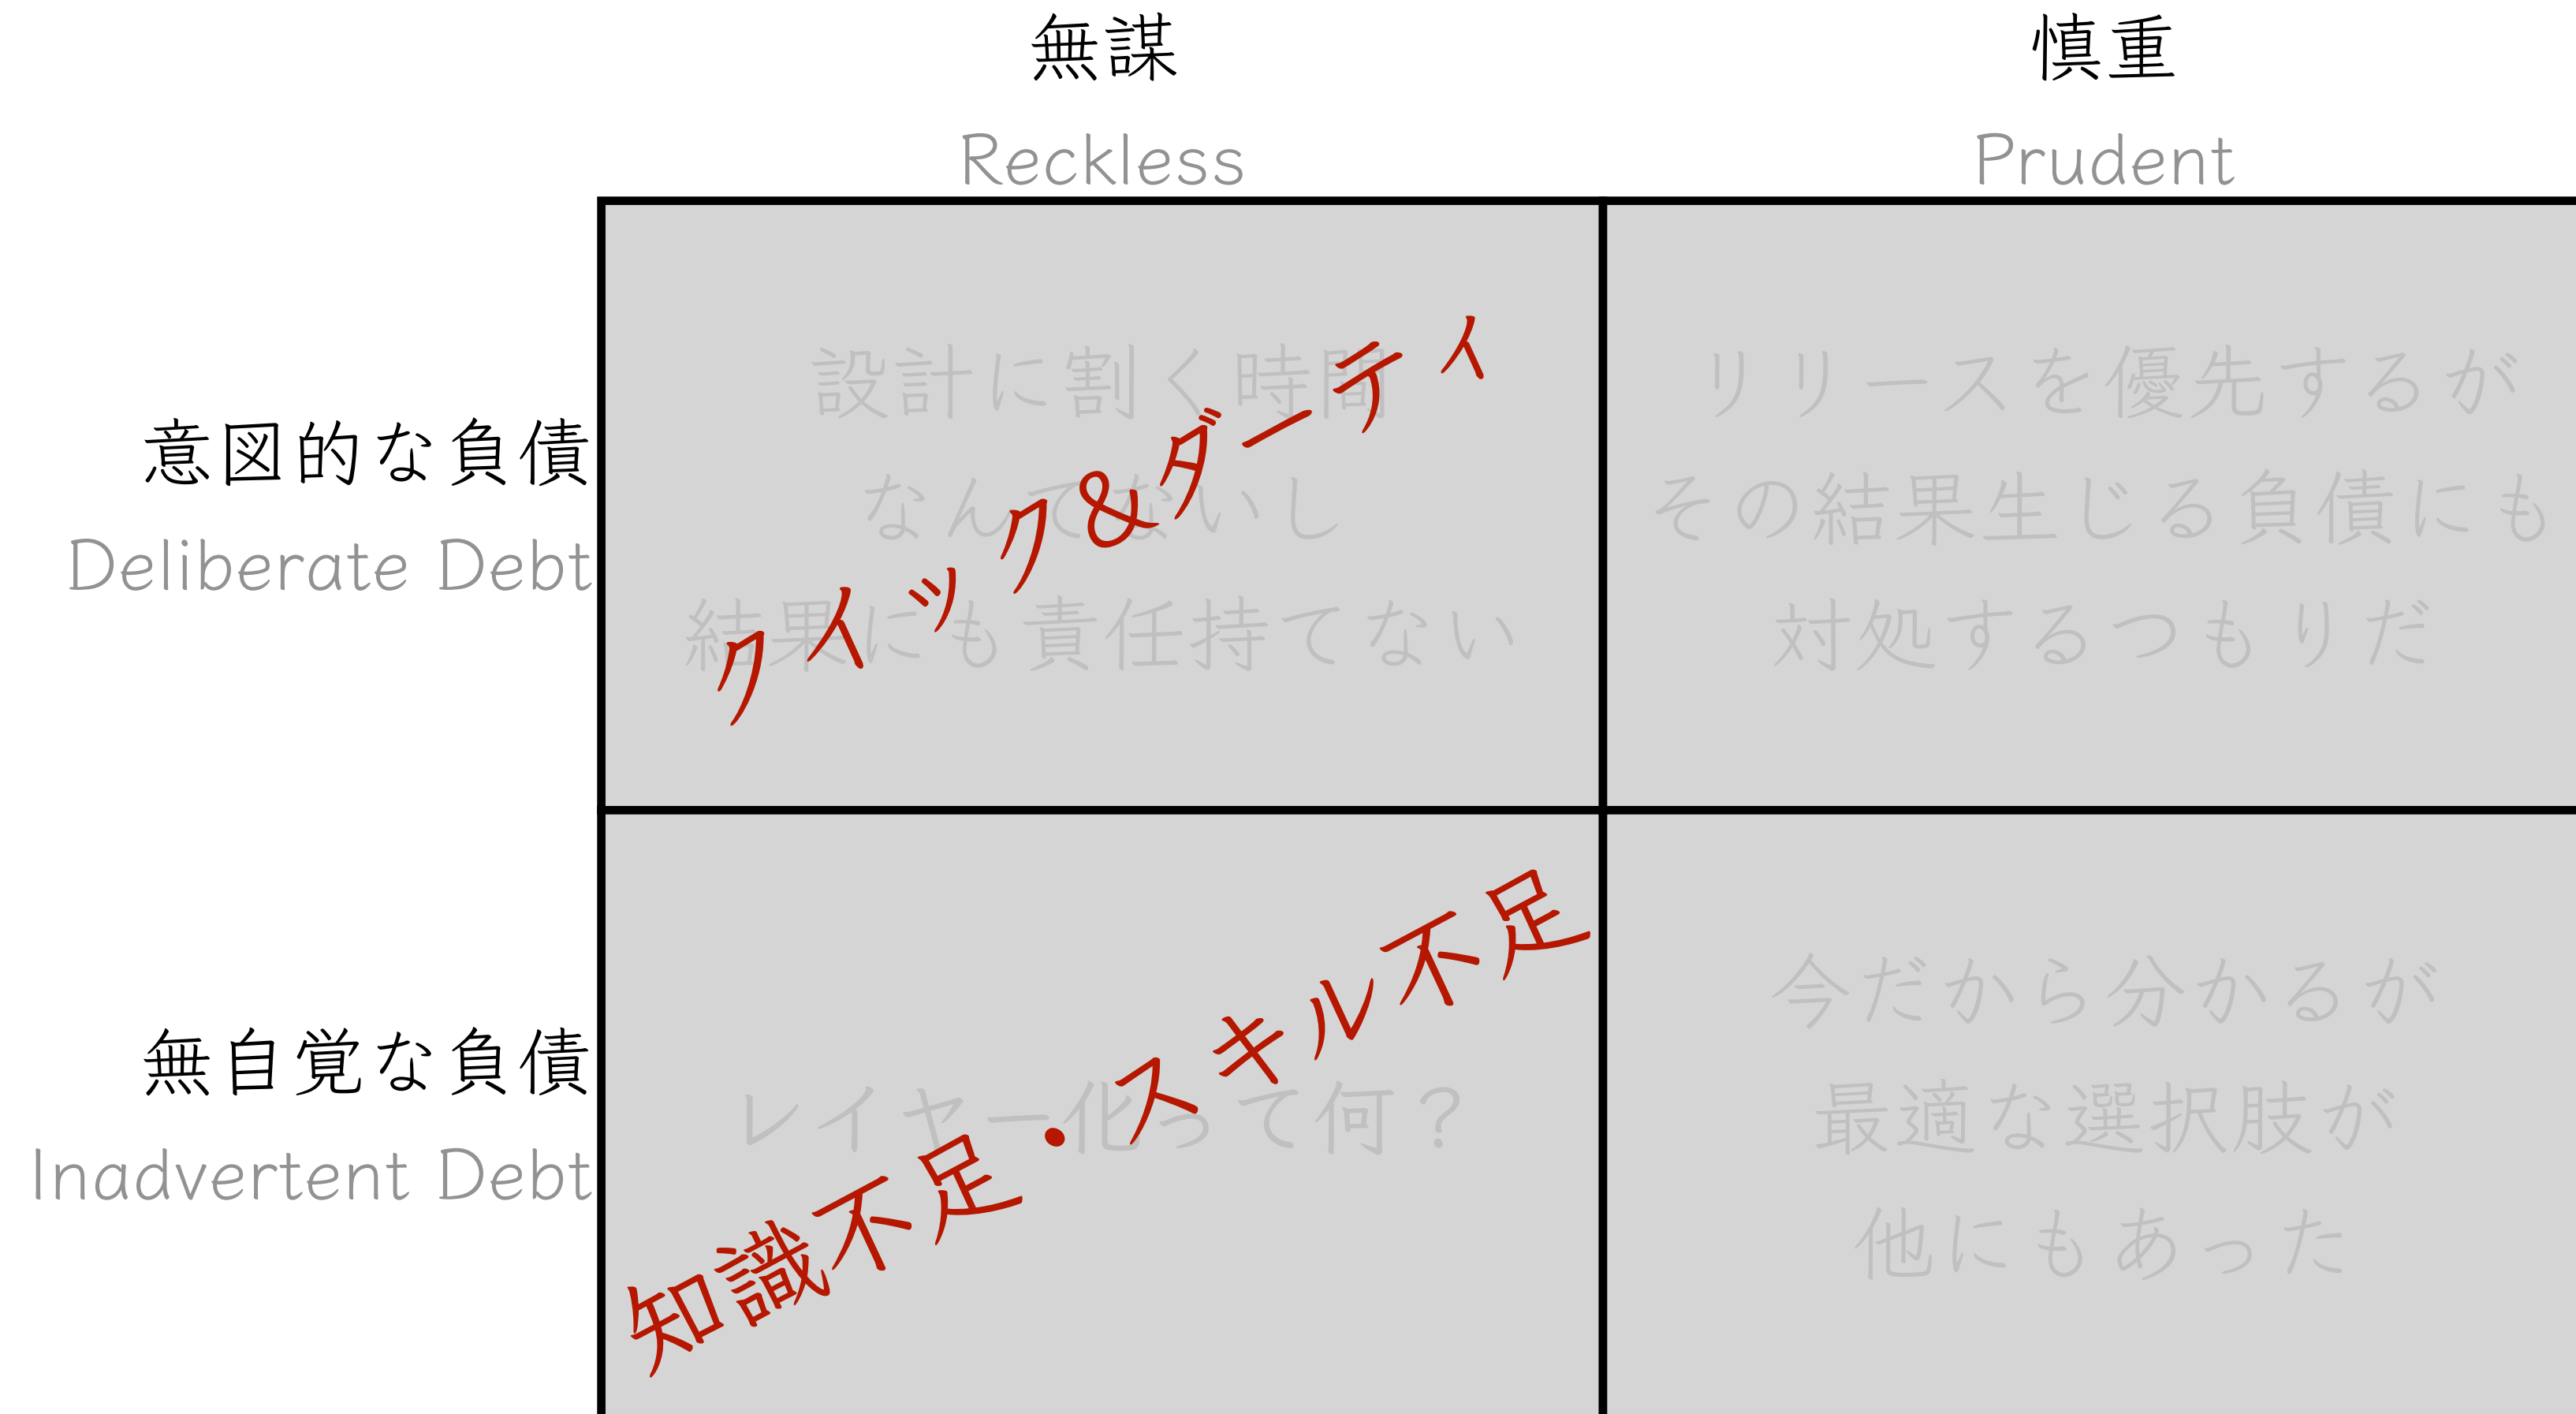 無謀
Reckless
慎重
Prudent
意図的な負債
Deliberate Debt
設計に割く時間
なんてないし
結果にも責任持てない
クイック&ダーティ
リリースを優先するが
その結果生じる負債にも
対処するつもりだ
無自覚な負債
Inadvertent Debt
レイヤー化って何？
知識不足・スキル不足
今だから分かるが
最適な選択肢が
他にもあった